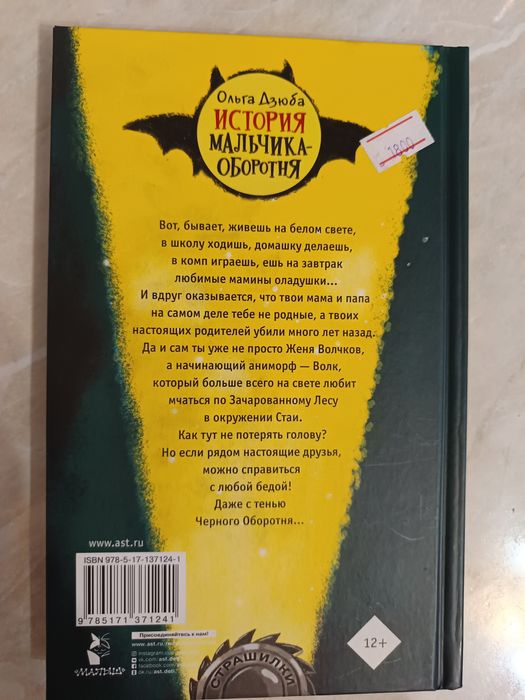 Ольга Дзюба
ИСТОРИЯ
МАЛЬЧИКА-
ОБОРОТНЯ
1800
Вот, бывает, живешь на белом свете,
в школу ходишь, домашку делаешь,
в комп играешь, ешь на завтрак
любимые мамины оладушки...
И вдруг оказывается, что твои мама и папа
на самом деле тебе не родные, а твоих
настоящих родителей убили много лет назад.
Да и сам ты уже не просто Женя Волчков,
а начинающий аниморф — Волк,
который больше всего на свете любит
мчаться по Зачарованному Лесу
в окружении Стаи.
Как тут не потерять голову?
Но если рядом настоящие друзья,
можно справиться
с любой бедой!
Даже с тенью
Черного Оборотня...
www.ast.ru
ISBN 978-5-17-137124-1
9 785171 371241
Присоединяйтесь к нам!
«МАЛЫШ»
СТРАШИЛКИ
12+